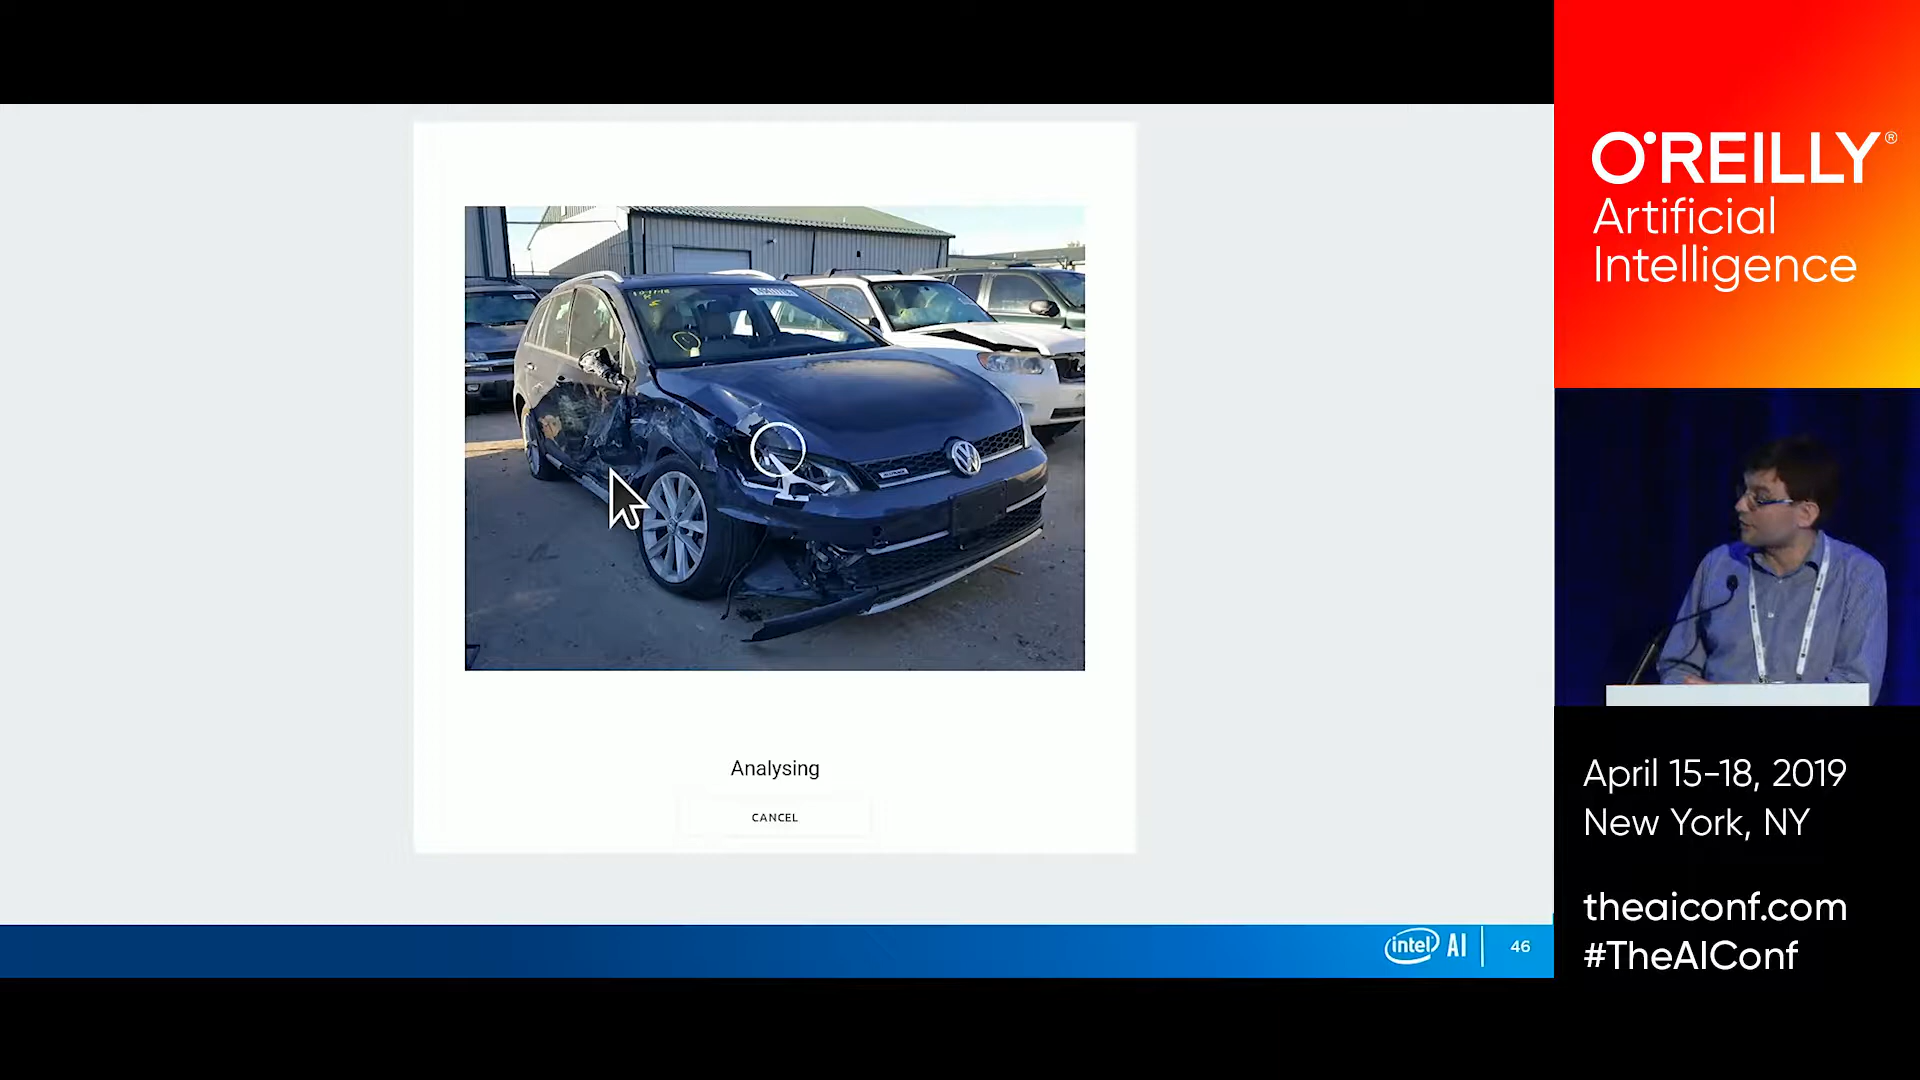 Analysing
CANCEL
intel AI
46
O'REILLY®
Artificial
Intelligence
April 15-18, 2019
New York, NY
theaiconf.com
#TheAIConf